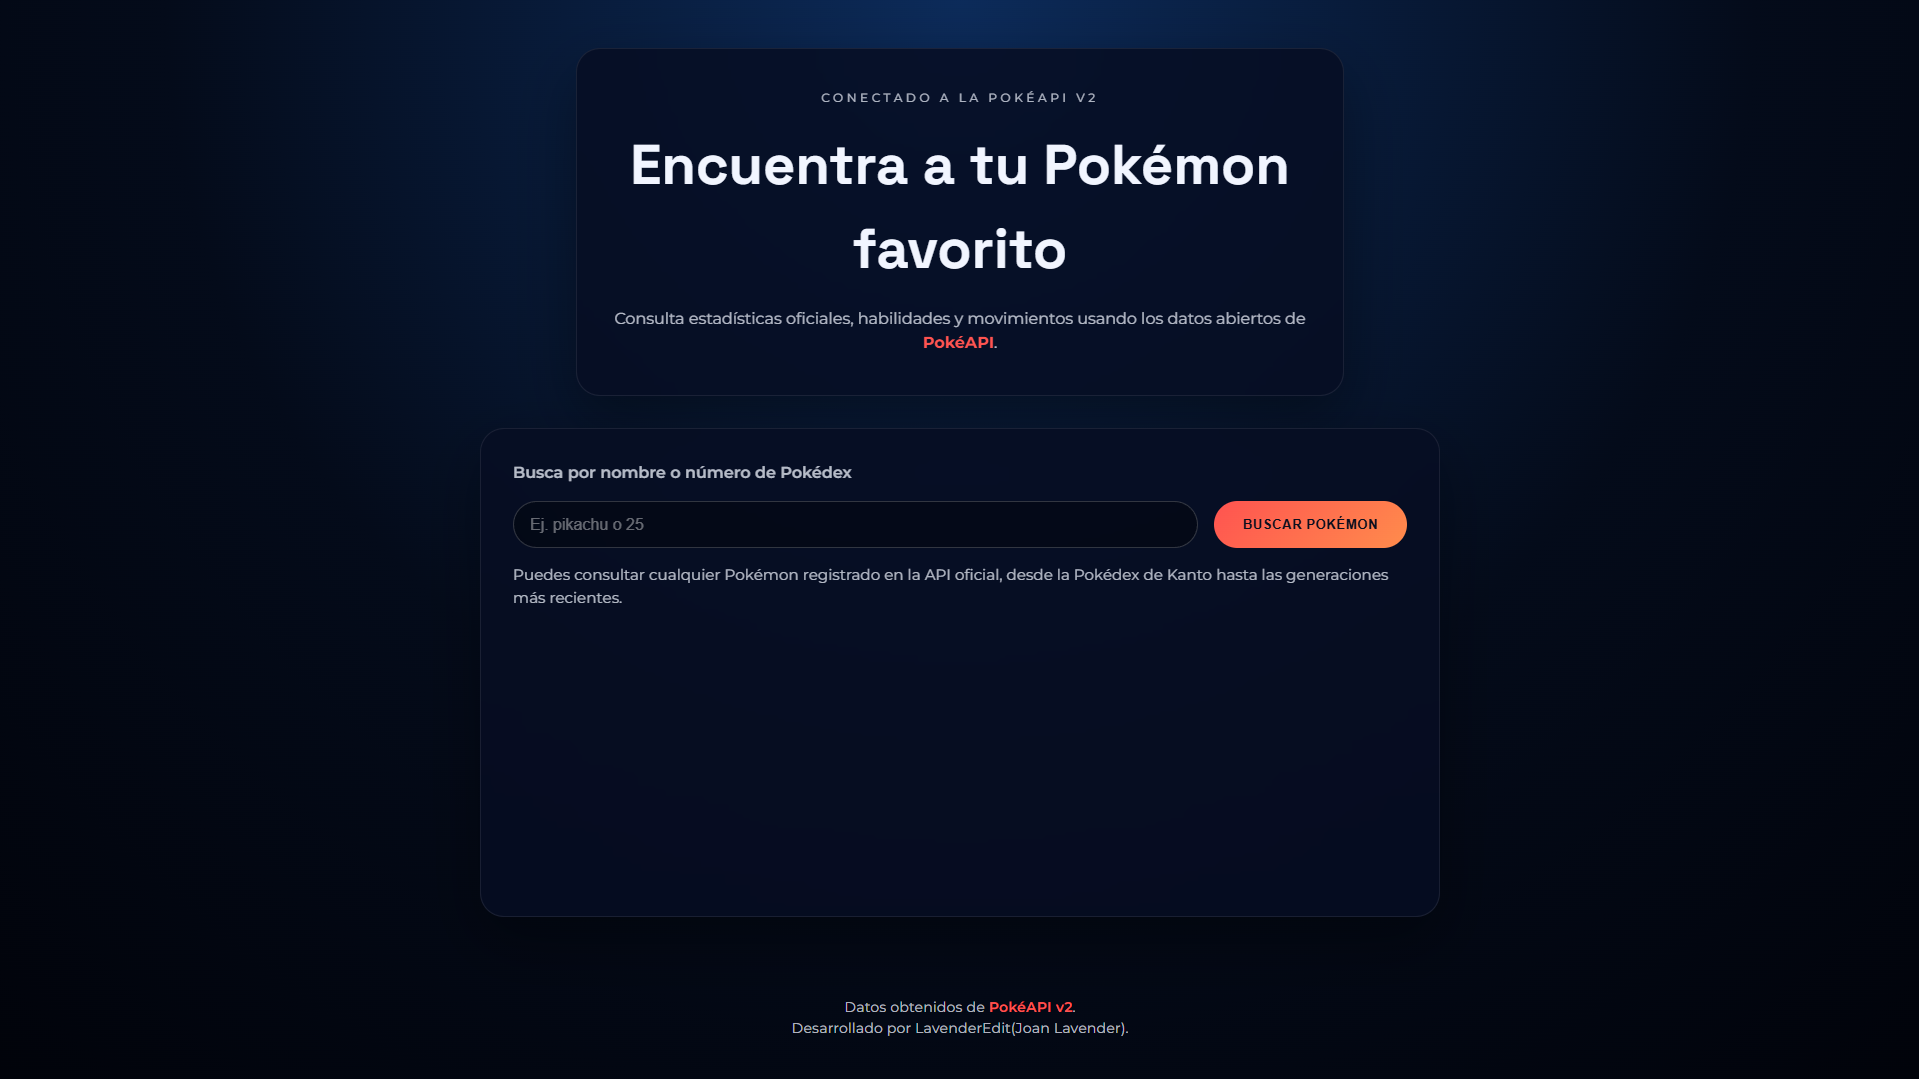 CONECTADO A LA POKÉAPI V2
Encuentra a tu Pokémon
favorito
Consulta estadísticas oficiales, habilidades y movimientos usando los datos abiertos de
PokéAPI.
Busca por nombre o número de Pokédex
Ej. pikachu o 25
BUSCAR POKÉMON
Puedes consultar cualquier Pokémon registrado en la API oficial, desde la Pokédex de Kanto hasta las generaciones
más recientes.
Datos obtenidos de PokéAPI v2.
Desarrollado por LavenderEdit(Joan Lavender).